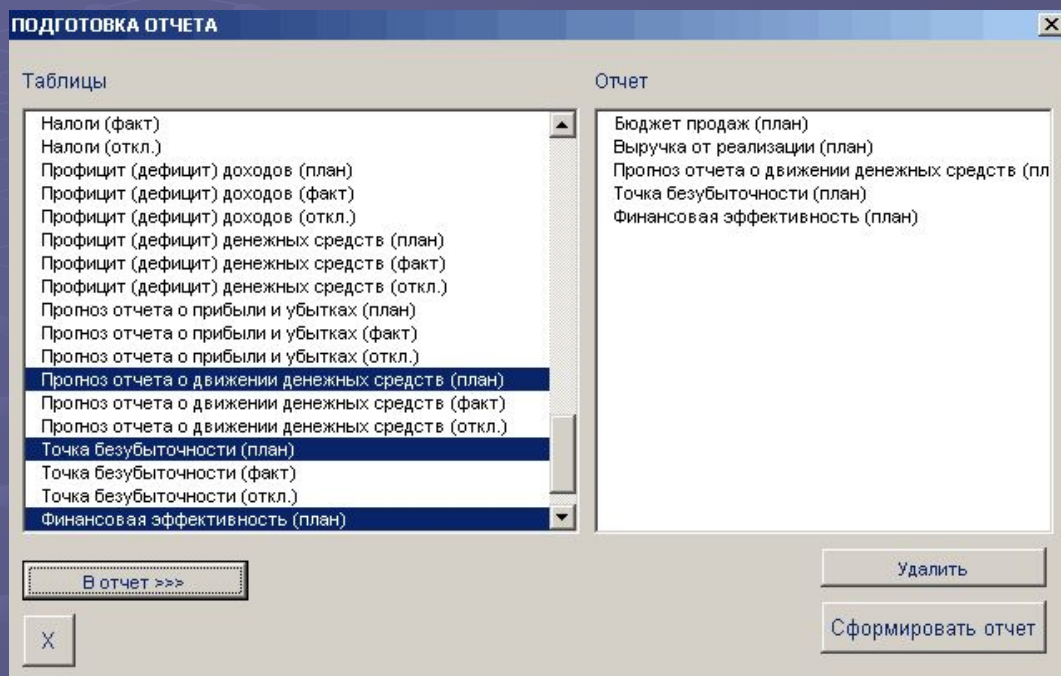 ПОДГОТОВКА ОТЧЕТА
Таблицы
Налоги (факт)
Налоги (откл.)
Профицит (дефицит) доходов (план)
Профицит (дефицит) доходов (факт)
Профицит (дефицит) доходов (откл.)
Профицит (дефицит) денежных средств (план)
Профицит (дефицит) денежных средств (факт)
Профицит (дефицит) денежных средств (откл.)
Прогноз отчета о прибыли и убытках (план)
Прогноз отчета о прибыли и убытках (факт)
Прогноз отчета о прибыли и убытках (откл.)
Прогноз отчета о движении денежных средств (план)
Прогноз отчета о движении денежных средств (факт)
Прогноз отчета о движении денежных средств (откл.)
Точка безубыточности (план)
Точка безубыточности (факт)
Точка безубыточности (откл.)
Финансовая эффективность (план)
В отчет >>>
X
Отчет
Бюджет продаж (план)
Выручка от реализации (план)
Прогноз отчета о движении денежных средств (пл
Точка безубыточности (план)
Финансовая эффективность (план)
Удалить
Сформировать отчет